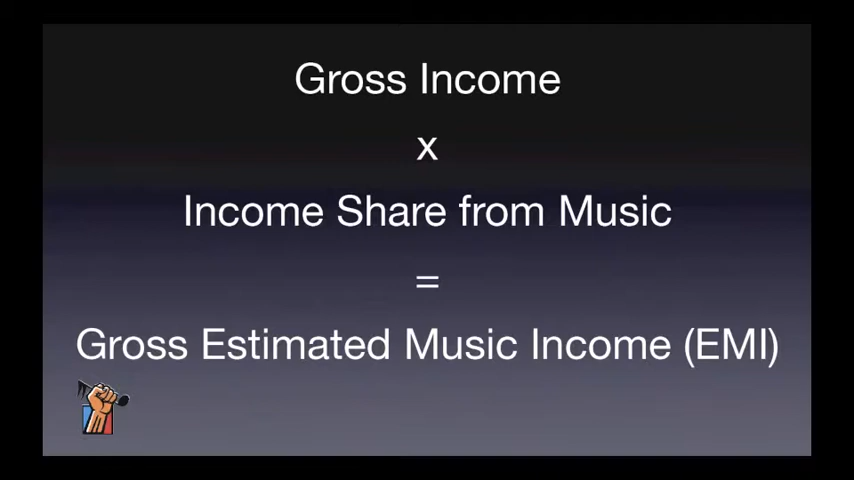 Gross Income
x
Income Share from Music
=
Gross Estimated Music Income (EMI)